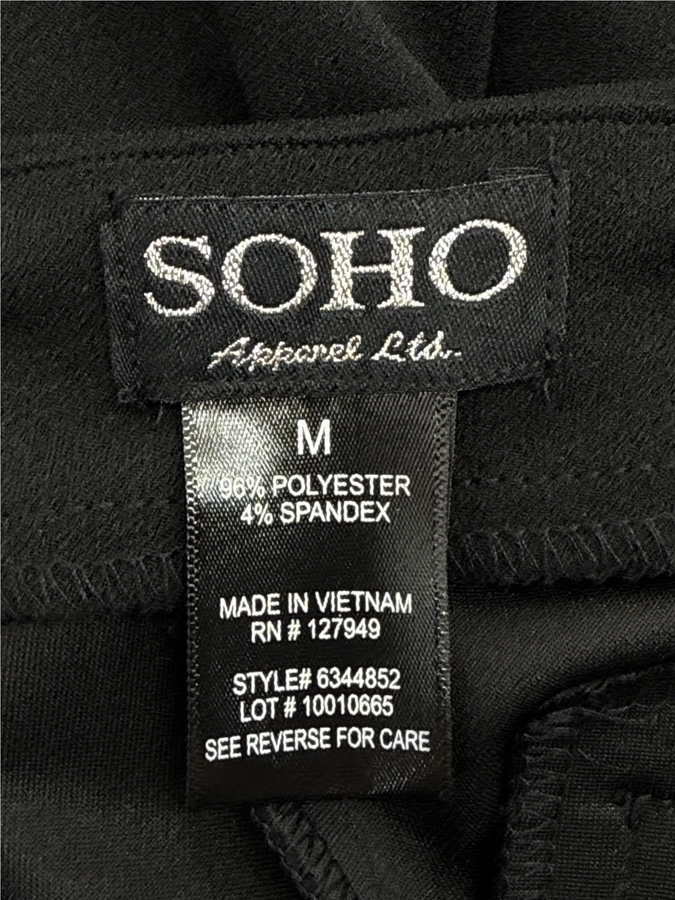 SOHO
Apparel Ltd.
M
96% POLYESTER
4% SPANDEX
MADE IN VIETNAM
RN # 127949
STYLE# 6344852
LOT # 10010665
SEE REVERSE FOR CARE